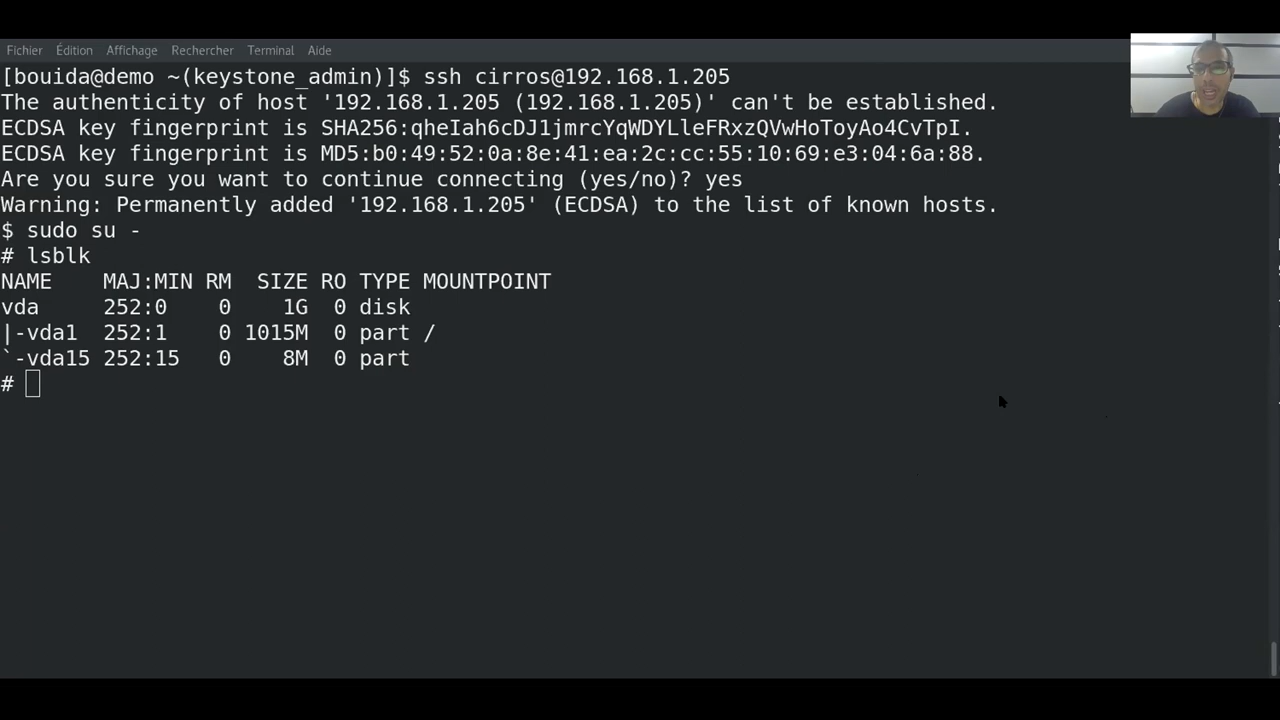 Fichier Édition Affichage Rechercher Terminal Aide
[bouida@demo ~(keystone_admin)]$ ssh cirros@192.168.1.205
The authenticity of host '192.168.1.205 (192.168.1.205)' can't be established.
ECDSA key fingerprint is SHA256:qheIah6cDJ1jmrcYqWDYLleFRxzQVwHoToyAo4CvTpI.
ECDSA key fingerprint is MD5:b0:49:52:0a:8e:41:ea:2c:cc:55:10:69:e3:04:6a:88.
Are you sure you want to continue connecting (yes/no)? yes
Warning: Permanently added '192.168.1.205' (ECDSA) to the list of known hosts.
$ sudo su -
# lsblk
NAME    MAJ:MIN RM   SIZE RO TYPE MOUNTPOINT
vda     252:0    0     1G  0 disk
|-vda1  252:1    0  1015M  0 part /
`-vda15 252:15   0     8M  0 part
#